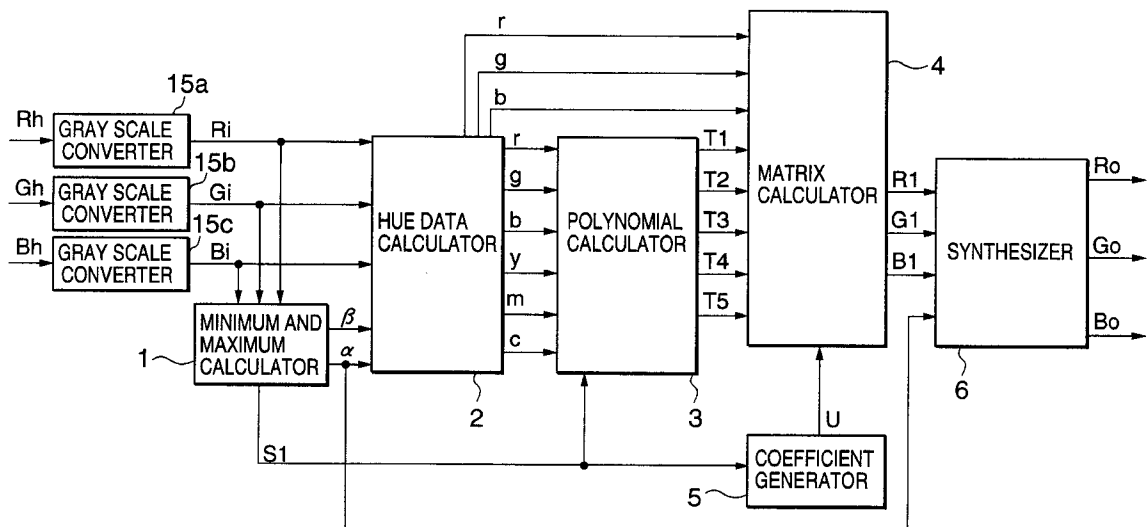 r
g
b
4
15a
Rh
GRAY SCALE
CONVERTER
Ri
15b
Gh
GRAY SCALE
CONVERTER
Gi
15c
Bh
GRAY SCALE
CONVERTER
Bi
HUE DATA
CALCULATOR
r
g
b
y
m
c
POLYNOMIAL
CALCULATOR
T1
T2
T3
T4
T5
MATRIX
CALCULATOR
R1
G1
B1
SYNTHESIZER
Ro
Go
Bo
MINIMUM AND
MAXIMUM
CALCULATOR
1
β
α
2
3
6
S1
U
COEFFICIENT
GENERATOR
5